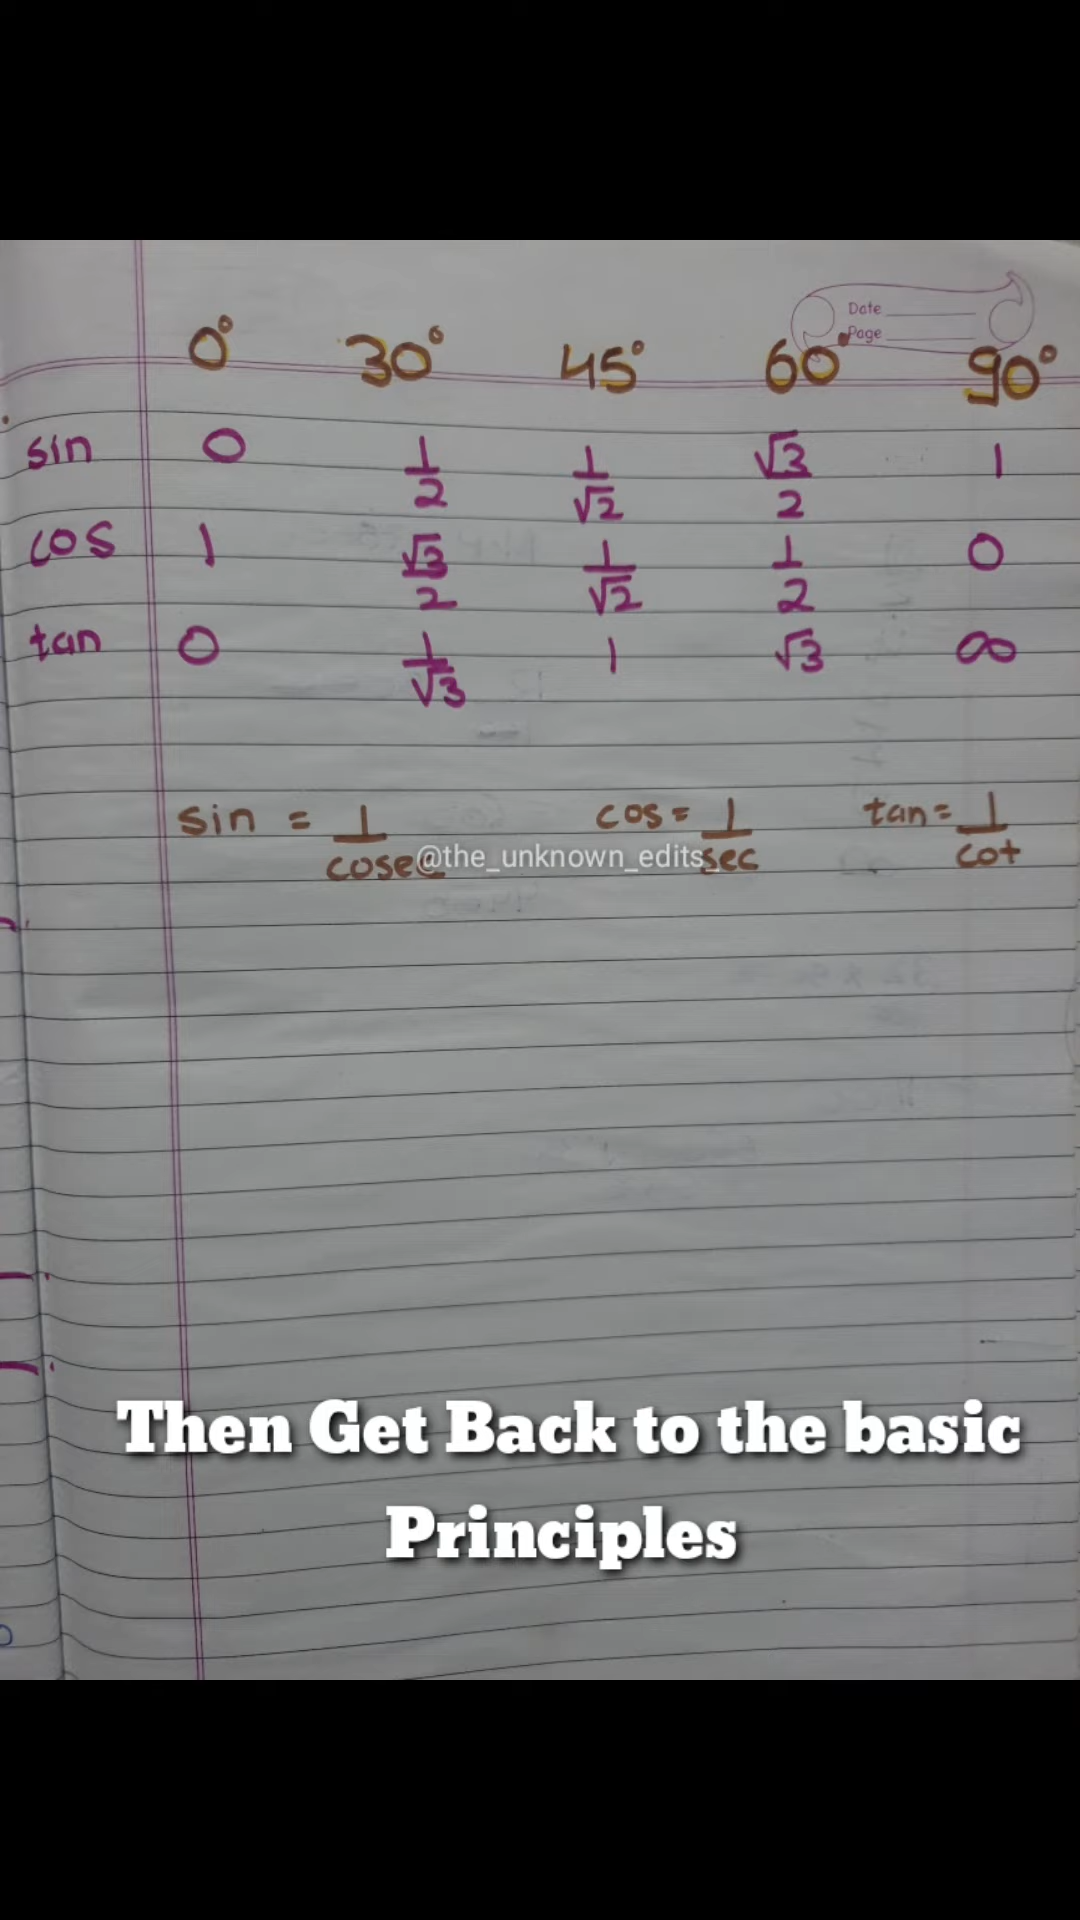 Date
Page
0° 30° 45° 60° 90°
sin 0 1/2 1/√2 √3/2 1
cos 1 √3/2 1/√2 1/2 0
tan 0 1/√3 1 √3 ∞
sin = 1/cosec cos = 1/sec tan = 1/cot
@the_unknown_edits_
Then Get Back to the basic
Principles